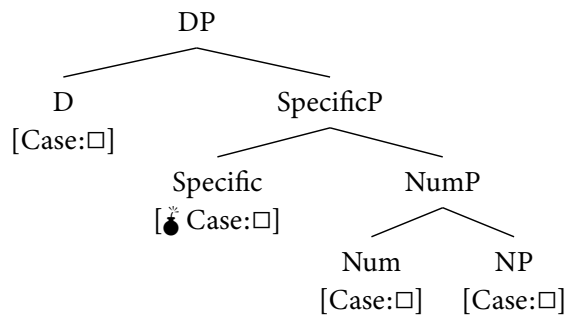 DP
D SpecificP
[Case:□]
Specific NumP
[💣 Case:□]
Num NP
[Case:□] [Case:□]